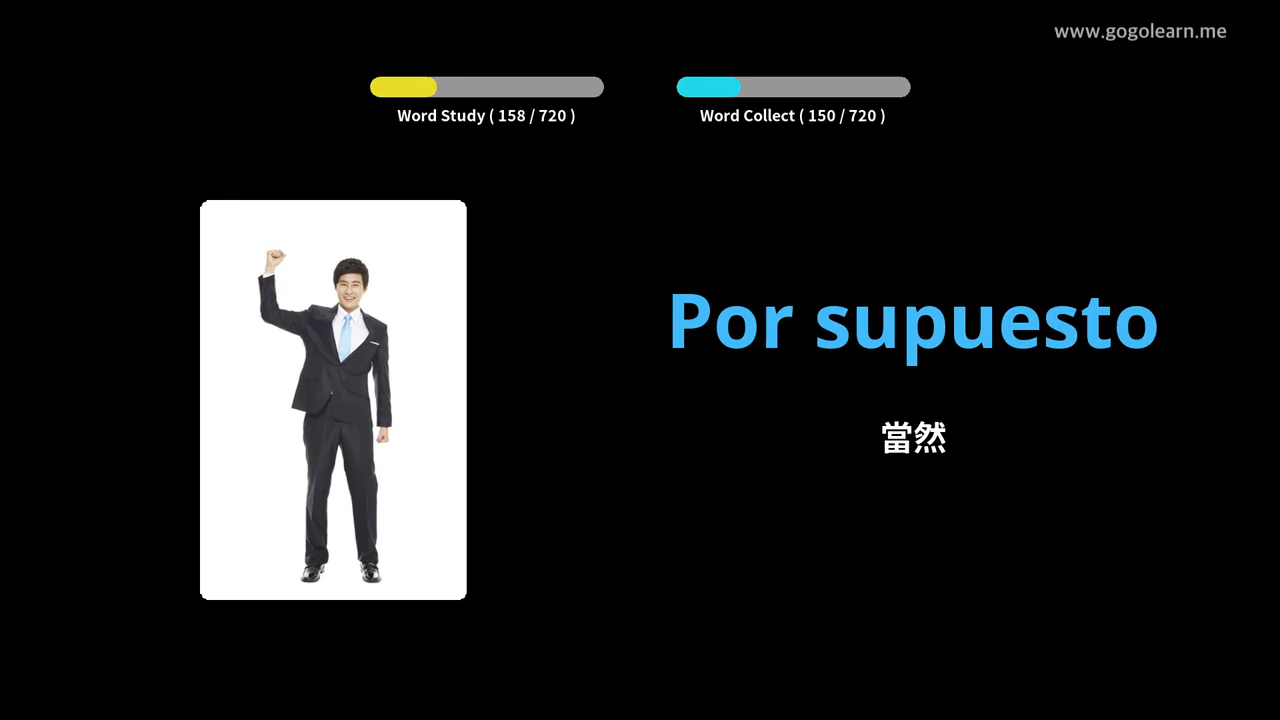 www.gogolearn.me
Word Study ( 158 / 720 )
Word Collect ( 150 / 720 )
Por supuesto
當然